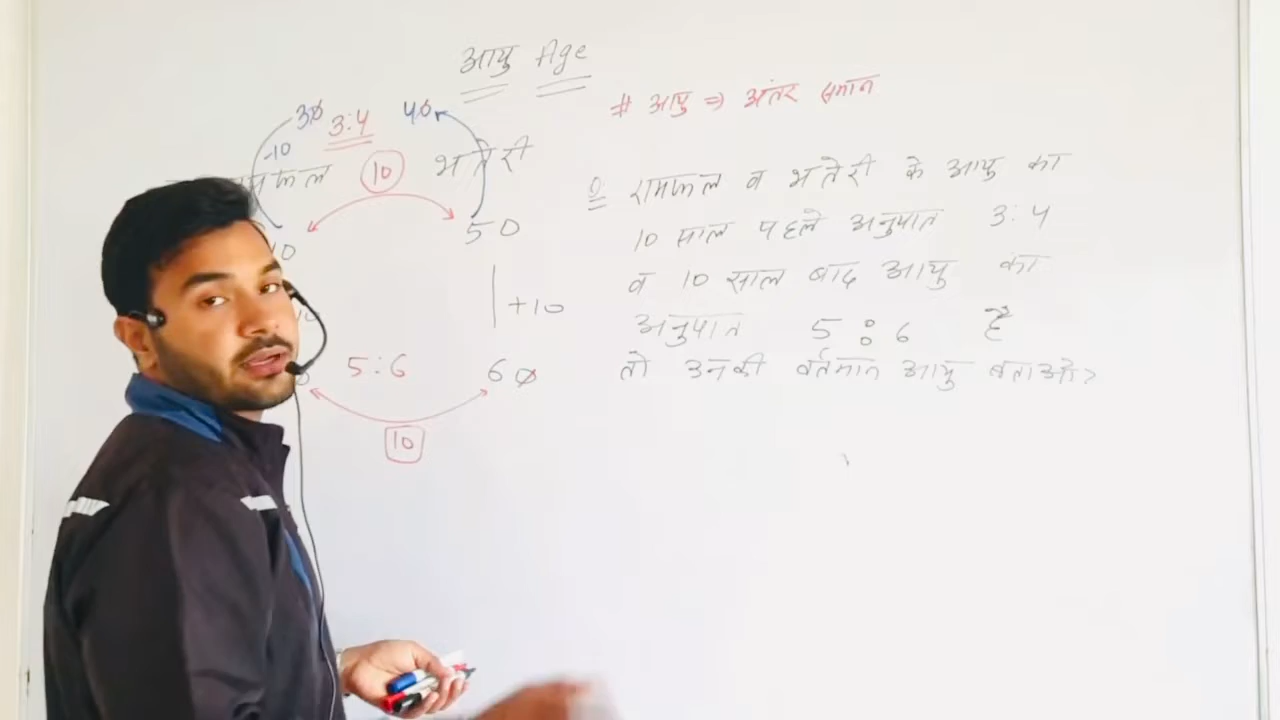 आयु Age
# आयु ⇒ अंतर समान
30 3:4 40
-10
10 भतेरी
50
+10
5:6 60
10
Q रामफल व भतेरी के आयु का
10 साल पहले अनुपात 3:4
व 10 साल बाद आयु का
अनुपात 5:6 है
तो उनकी वर्तमान आयु बताओ?